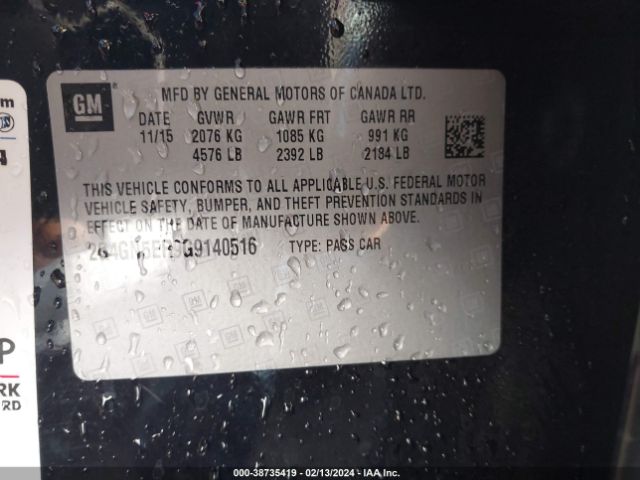 GM
MFD BY GENERAL MOTORS OF CANADA LTD.
DATE GVWR GAWR FRT GAWR RR
11/15 2076 KG 1085 KG 991 KG
4576 LB 2392 LB 2184 LB
THIS VEHICLE CONFORMS TO ALL APPLICABLE U.S. FEDERAL MOTOR
VEHICLE SAFETY, BUMPER, AND THEFT PREVENTION STANDARDS IN
EFFECT ON THE DATE OF MANUFACTURE SHOWN ABOVE.
TYPE: PASS CAR
000-38735419 - 02/13/2024 - IAA Inc.